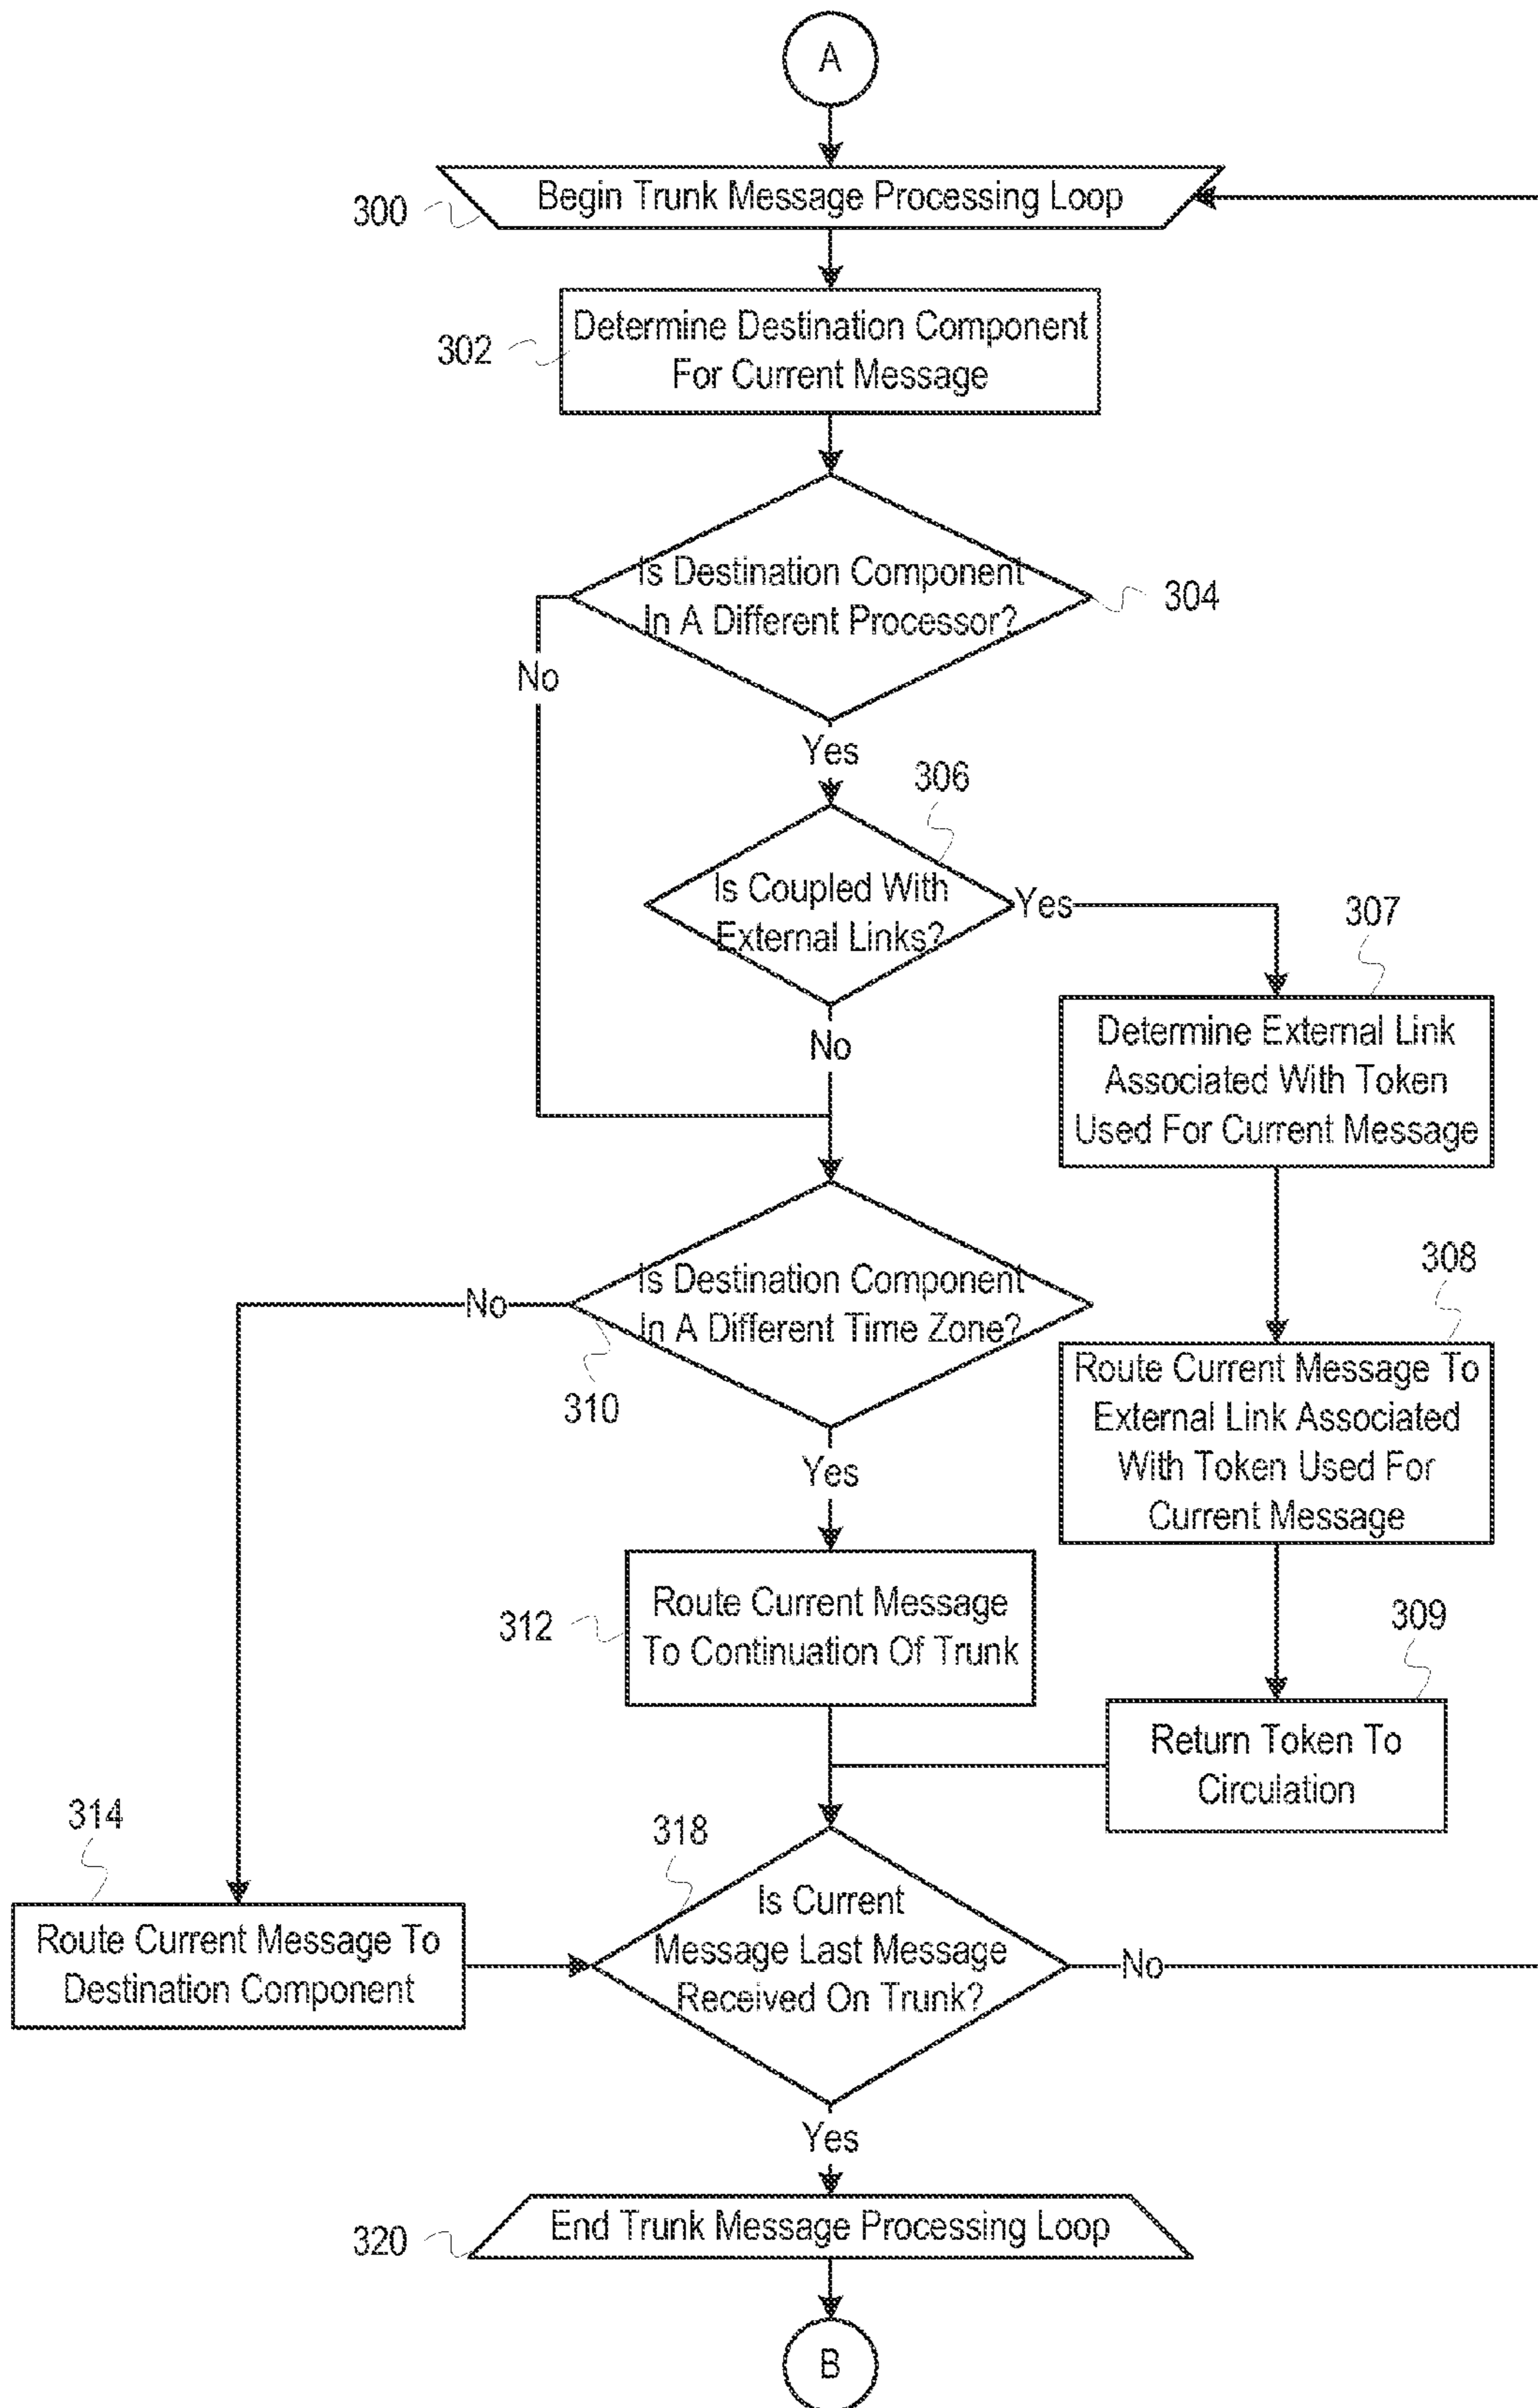 A
Begin Trunk Message Processing Loop
300
Determine Destination Component
For Current Message
302
Is Destination Component
In A Different Processor?
304
No
Yes
306
Is Coupled With
External Links?
Yes
307
No
Determine External Link
Associated With Token
Used For Current Message
Is Destination Component
In A Different Time Zone?
No
310
308
Route Current Message To
External Link Associated
With Token Used For
Current Message
Yes
Route Current Message
To Continuation Of Trunk
312
309
Return Token To
Circulation
314
Route Current Message To
Destination Component
318
Is Current
Message Last Message
Received On Trunk?
No
Yes
End Trunk Message Processing Loop
320
B